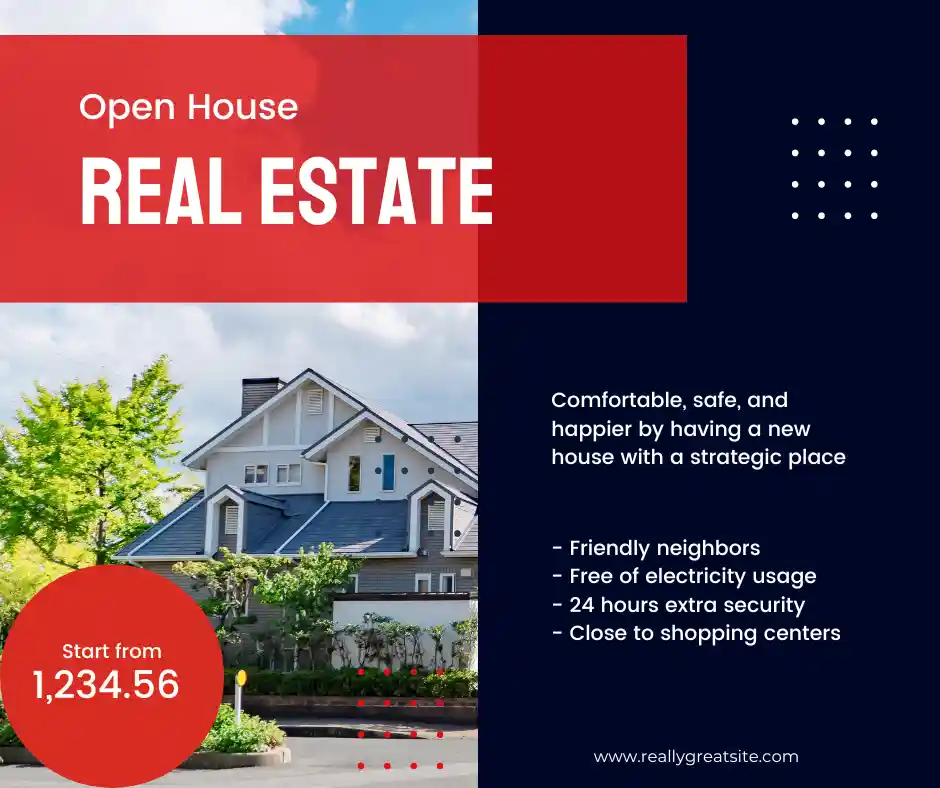 Open House
REAL ESTATE
Comfortable, safe, and
happier by having a new
house with a strategic place
- Friendly neighbors
- Free of electricity usage
- 24 hours extra security
- Close to shopping centers
Start from
1,234.56
www.reallygreatsite.com